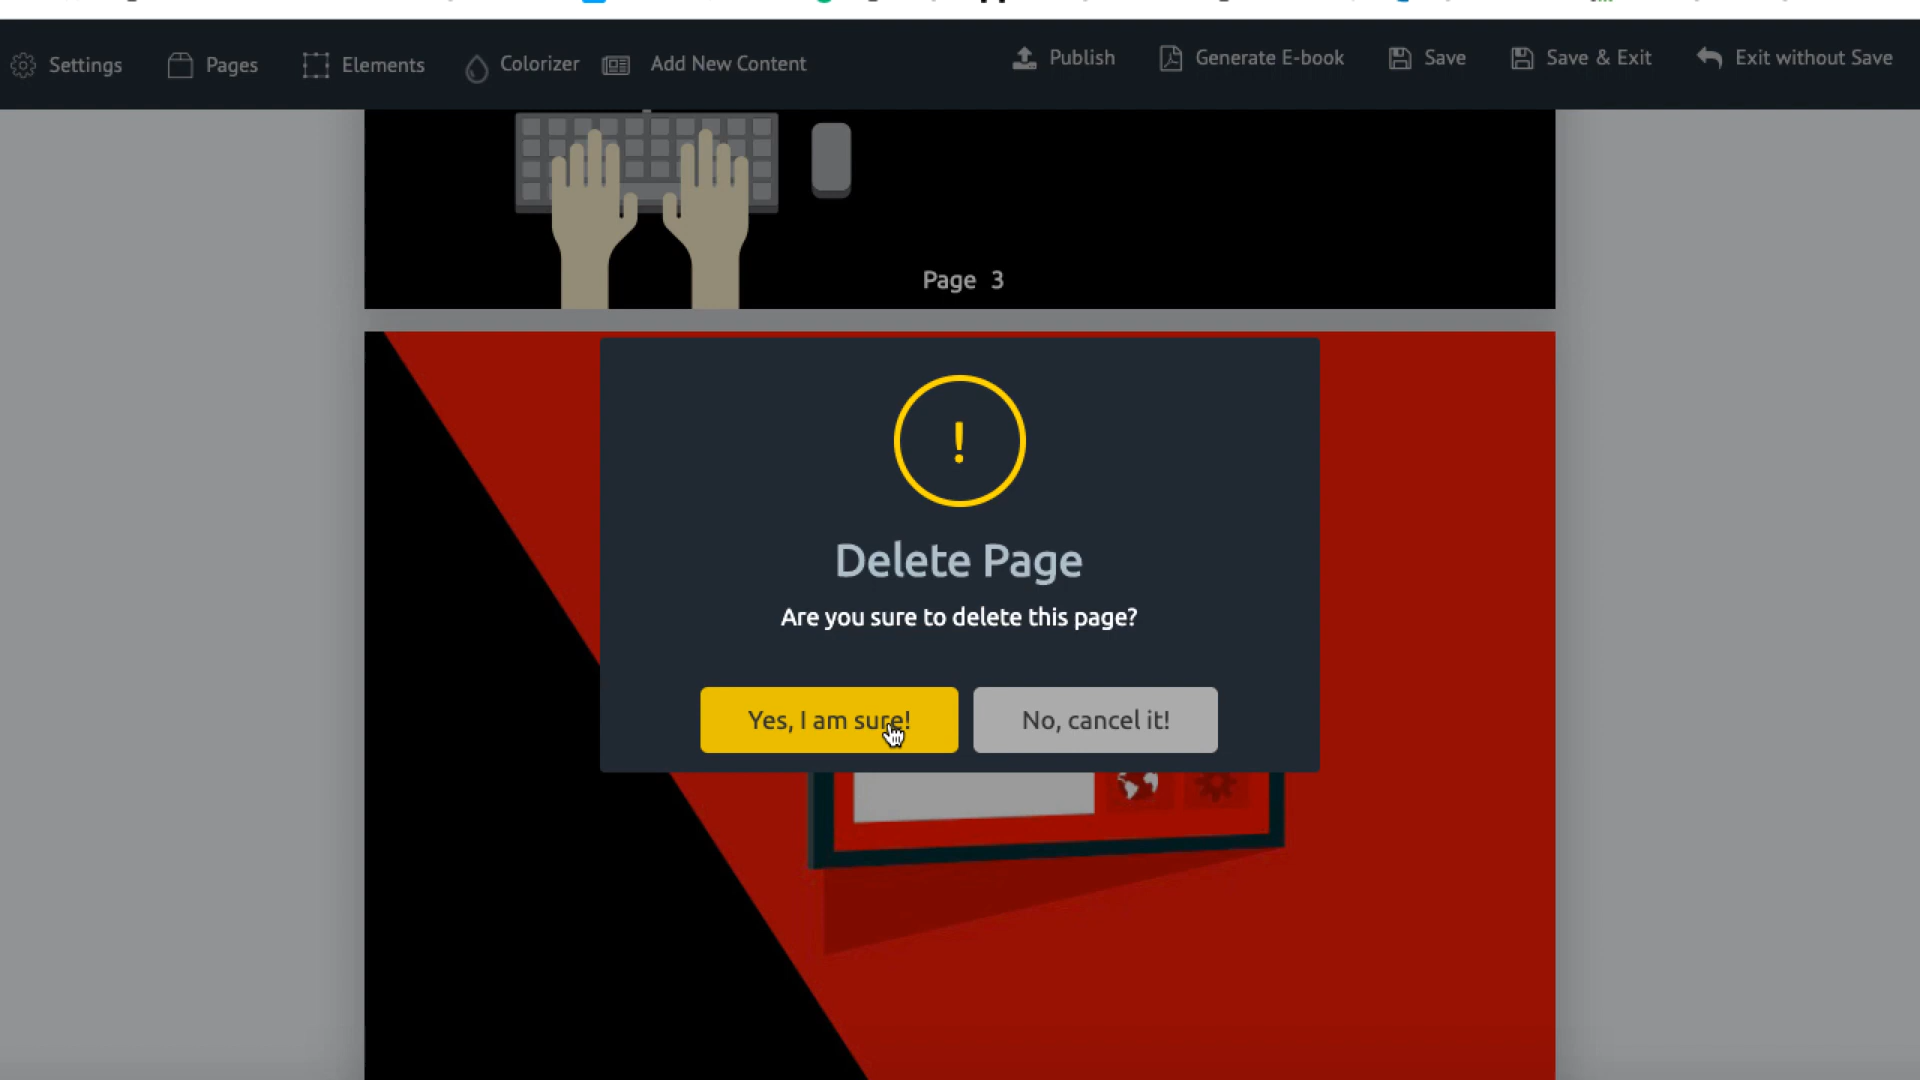 Settings Pages Elements Colorizer Add New Content Publish Generate E-book Save Save & Exit Exit without Save
Page 3
!
Delete Page
Are you sure to delete this page?
Yes, I am sure! No, cancel it!